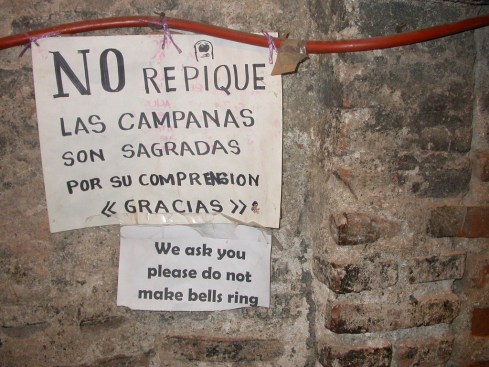 NO REPIQUE
LAS CAMPANAS
SON SAGRADAS
POR SU COMPRENSION
« GRACIAS »
We ask you
please do not
make bells ring